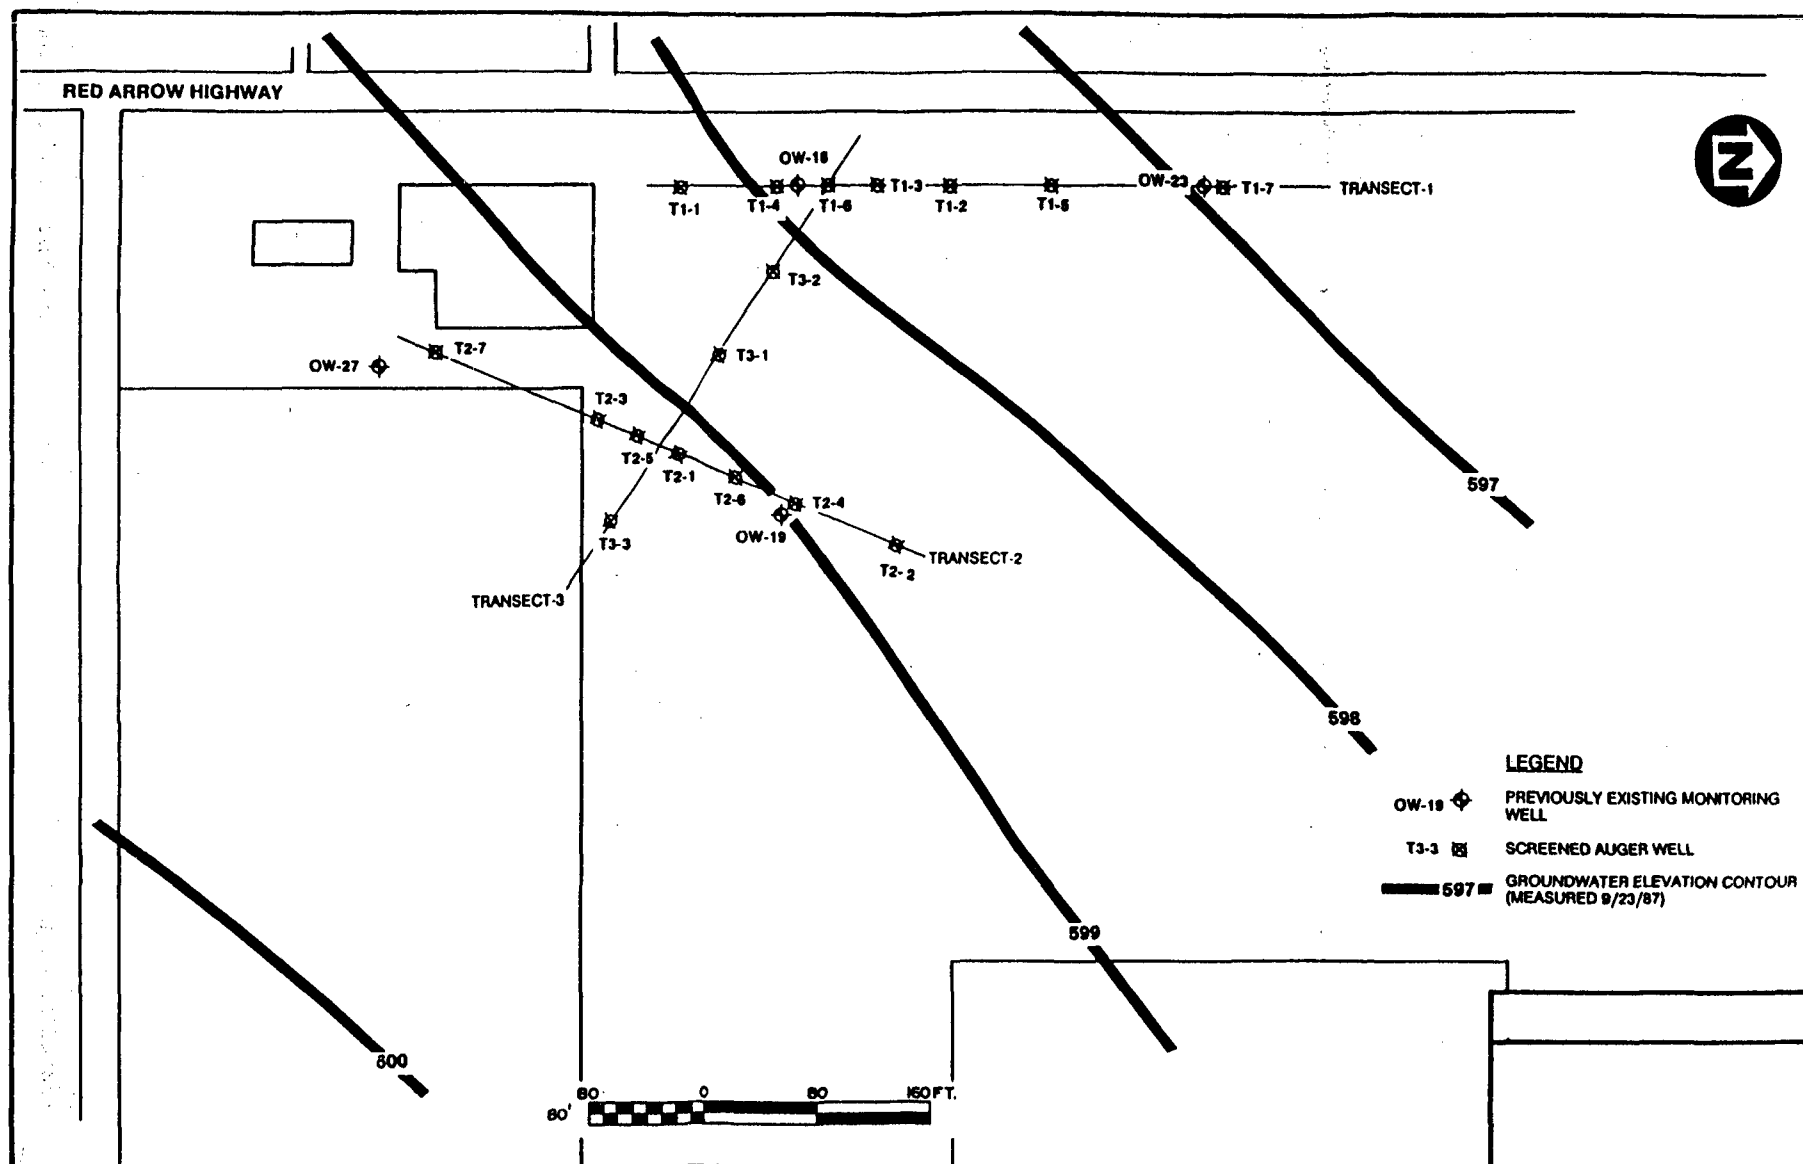 RED ARROW HIGHWAY
N
OW-18
T1-1
T1-4
T1-6
T1-3
T1-2
T1-5
OW-23
T1-7
TRANSECT-1
T3-2
T3-1
T2-7
OW-27
T2-3
T2-5
T2-1
T2-6
T2-4
OW-19
T2-2
TRANSECT-2
T3-3
TRANSECT-3
597
598
599
600
LEGEND
OW-19 PREVIOUSLY EXISTING MONITORING
WELL
T3-3 SCREENED AUGER WELL
597 GROUNDWATER ELEVATION CONTOUR
(MEASURED 9/23/87)
80 0 80 160 FT.
80'